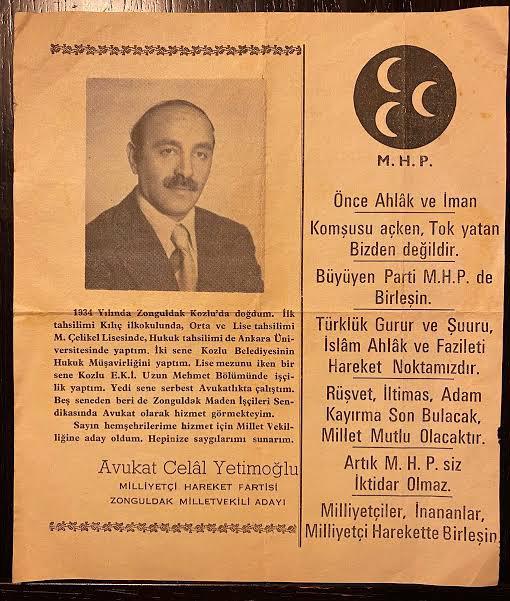 1934 Yılında Zonguldak Kozlu'da doğdum. İlk
tahsilimi Kılıç ilkokulunda, Orta ve Lise tahsilimi
M. Çelikel Lisesinde, Hukuk tahsilimi de Ankara Üni-
versitesinde yaptım. İki sene Kozlu Belediyesinin
Hukuk Müşavirliğini yaptım. Lise mezunu iken bir
sene Kozlu E.K.İ. Uzun Mehmet Bölümünde işçi-
lik yaptım. Yedi sene serbest Avukatlıkta çalıştım.
Beş seneden beri de Zonguldak Maden İşçileri Sen-
dikasında Avukat olarak hizmet görmekteyim.
Sayın hemşehrilerime hizmet için Millet Vekil-
liğine aday oldum. Hepinize saygılarımı sunarım.
Avukat Celâl Yetimoğlu
MİLLİYETÇİ HAREKET PARTİSİ
ZONGULDAK MİLLETVEKİLİ ADAYI
M.H.P.
Önce Ahlâk ve İman
Komşusu açken, Tok yatan
Bizden değildir.
Büyüyen Parti M.H.P. de
Birleşin.
Türklük Gurur ve Şuuru,
İslâm Ahlâk ve Fazileti
Hareket Noktamızdır.
Rüşvet, İltimas, Adam
Kayırma Son Bulacak,
Millet Mutlu Olacaktır.
Artık M. H. P. siz
İktidar Olmaz.
Milliyetçiler, İnananlar,
Milliyetçi Harekette Birleşin